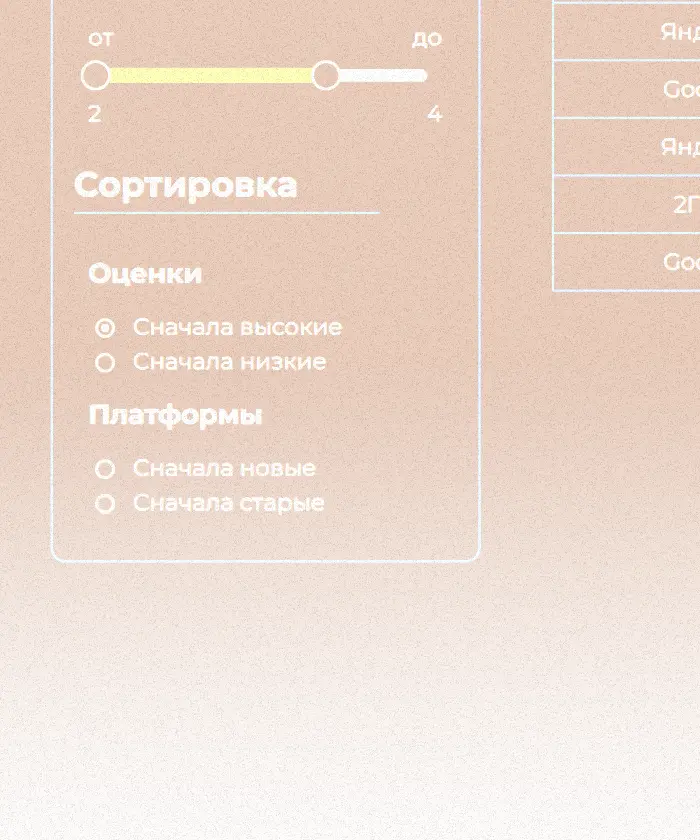 от до
2 4
Сортировка
Оценки
Сначала высокие
Сначала низкие
Платформы
Сначала новые
Сначала старые
Янд
Goo
Янд
2Г
Goo